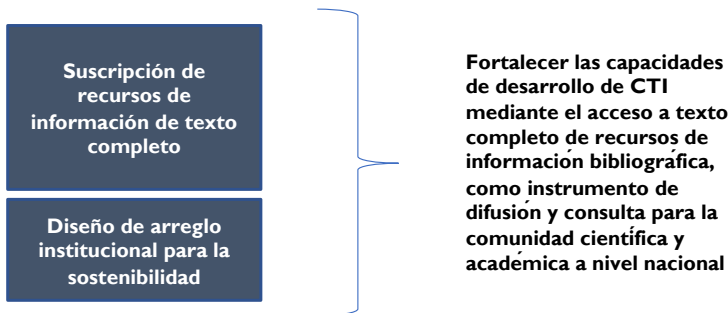 Suscripción de
recursos de
información de texto
completo
Diseño de arreglo
institucional para la
sostenibilidad
Fortalecer las capacidades
de desarrollo de CTI
mediante el acceso a texto
completo de recursos de
información bibliográfica,
como instrumento de
difusión y consulta para la
comunidad científica y
académica a nivel nacional